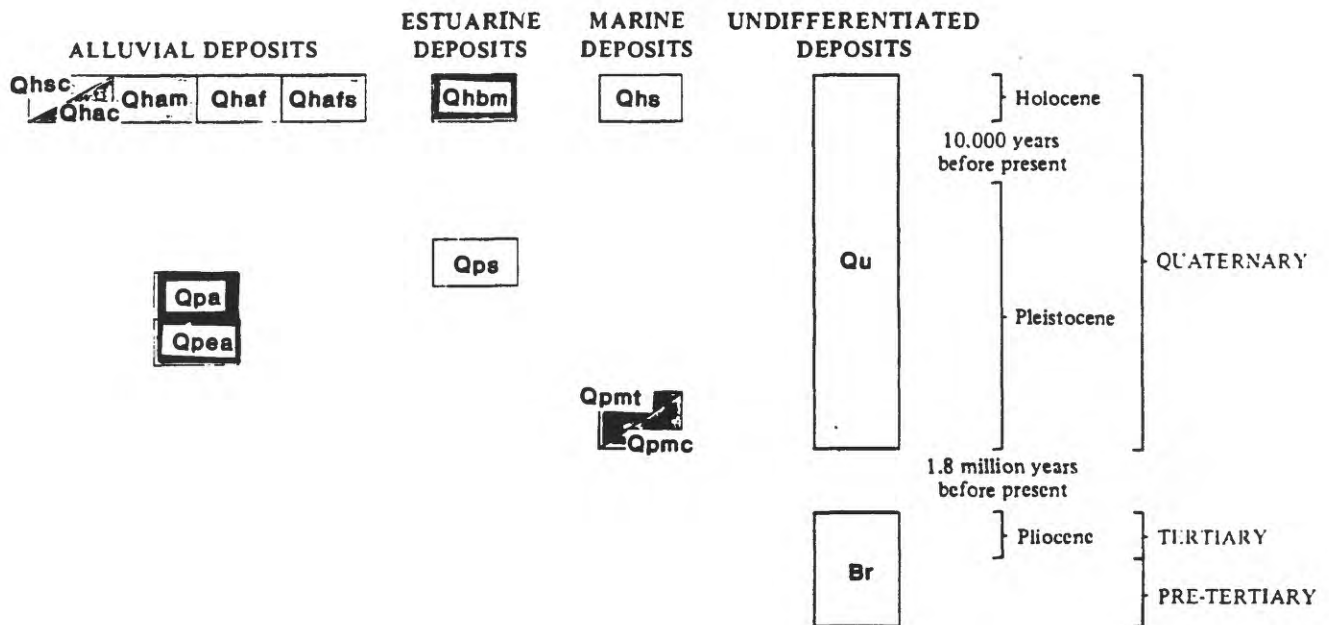 ALLUVIAL DEPOSITS
ESTUARINE
DEPOSITS
MARINE
DEPOSITS
UNDIFFERENTIATED
DEPOSITS
Qhsc
Qhac
Qham
Qhaf
Qhafs
Qhbm
Qhs
Holocene
10.000 years
before present
Qps
Qu
QUATERNARY
Qpa
Pleistocene
Qpea
Qpmt
Qpmc
1.8 million years
before present
Pliocene
TERTIARY
Br
PRE-TERTIARY